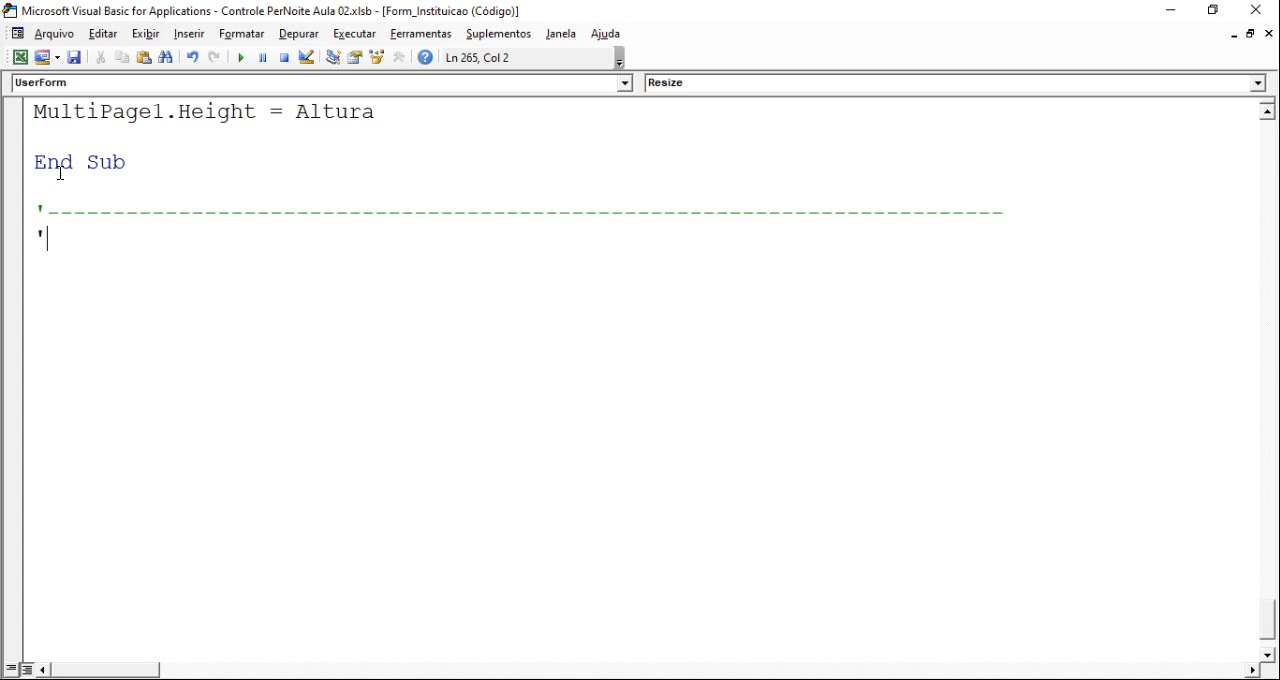 Microsoft Visual Basic for Applications - Controle PerNoite Aula 02.xlsb - [Form_Instituicao (Código)]
Arquivo Editar Exibir Inserir Formatar Depurar Executar Ferramentas Suplementos Janela Ajuda
Ln 265, Col 2
UserForm Resize
MultiPage1.Height = Altura
End Sub
'-------------------------------------------------------------------------
'